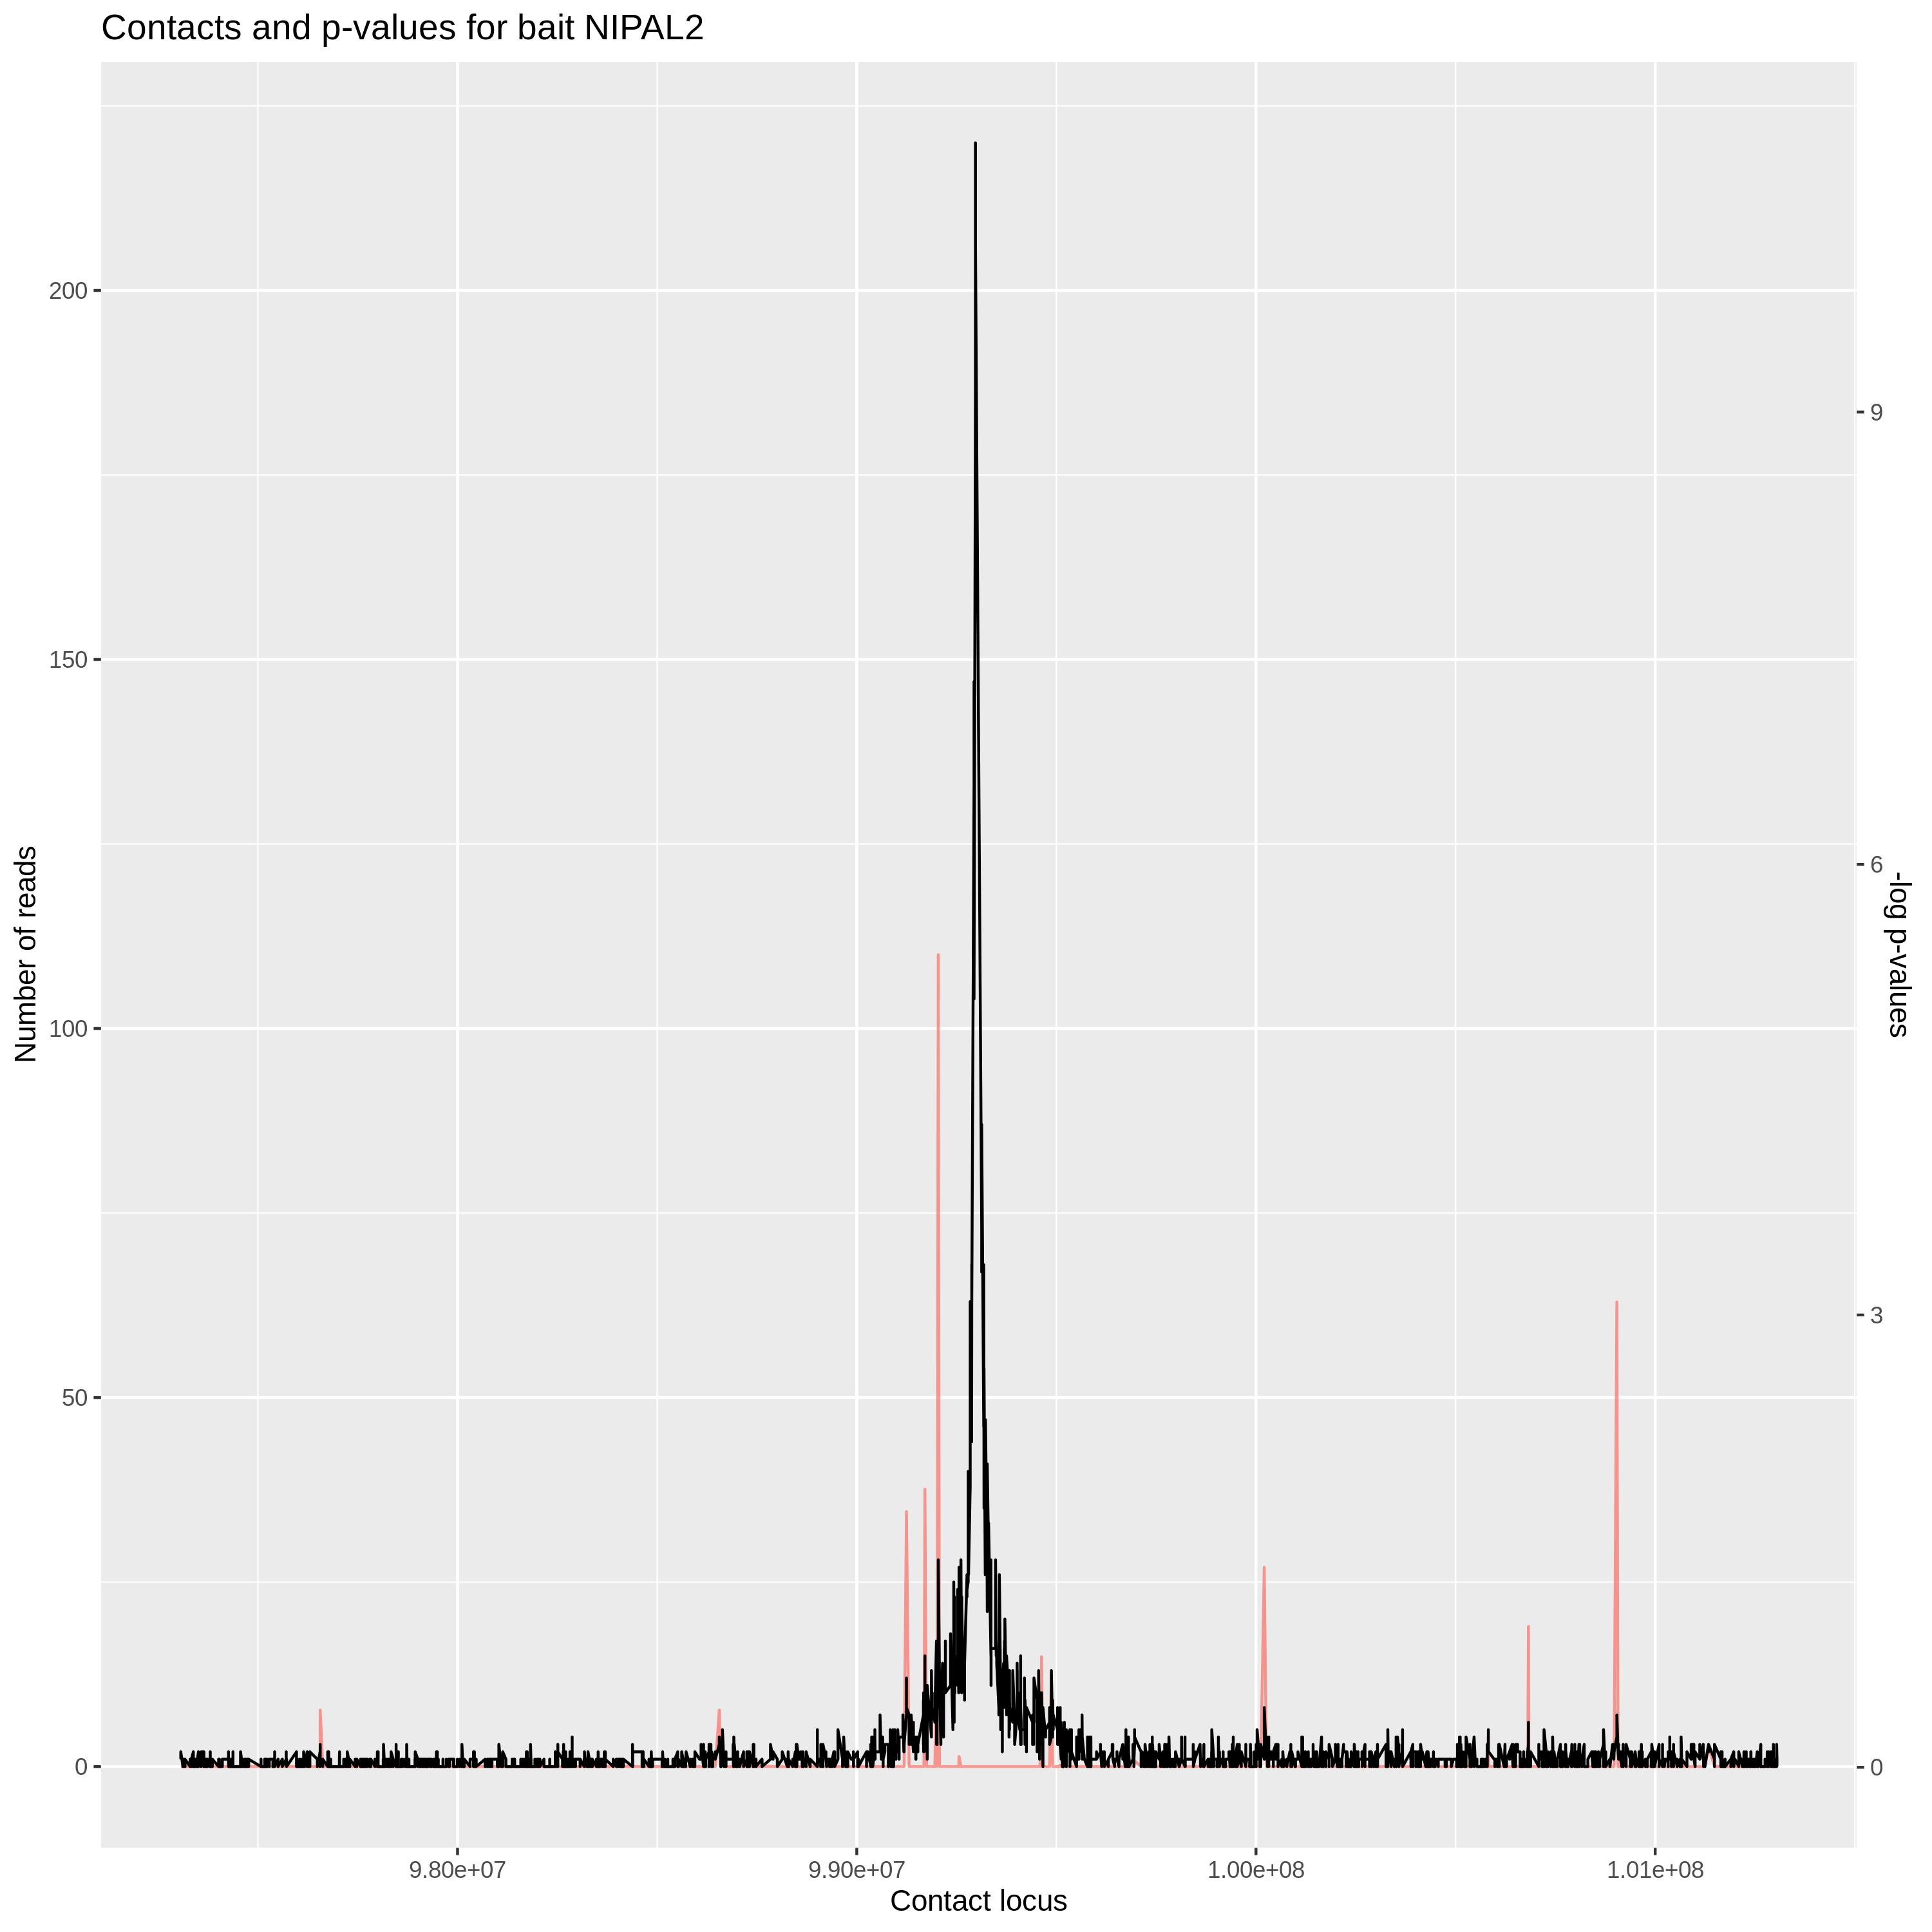 Contacts and p-values for bait NIPAL2
200
150
100
50
0
Number of reads
9
6
3
0
-log p-values
9.80e+07
9.90e+07
1.00e+08
1.01e+08
Contact locus